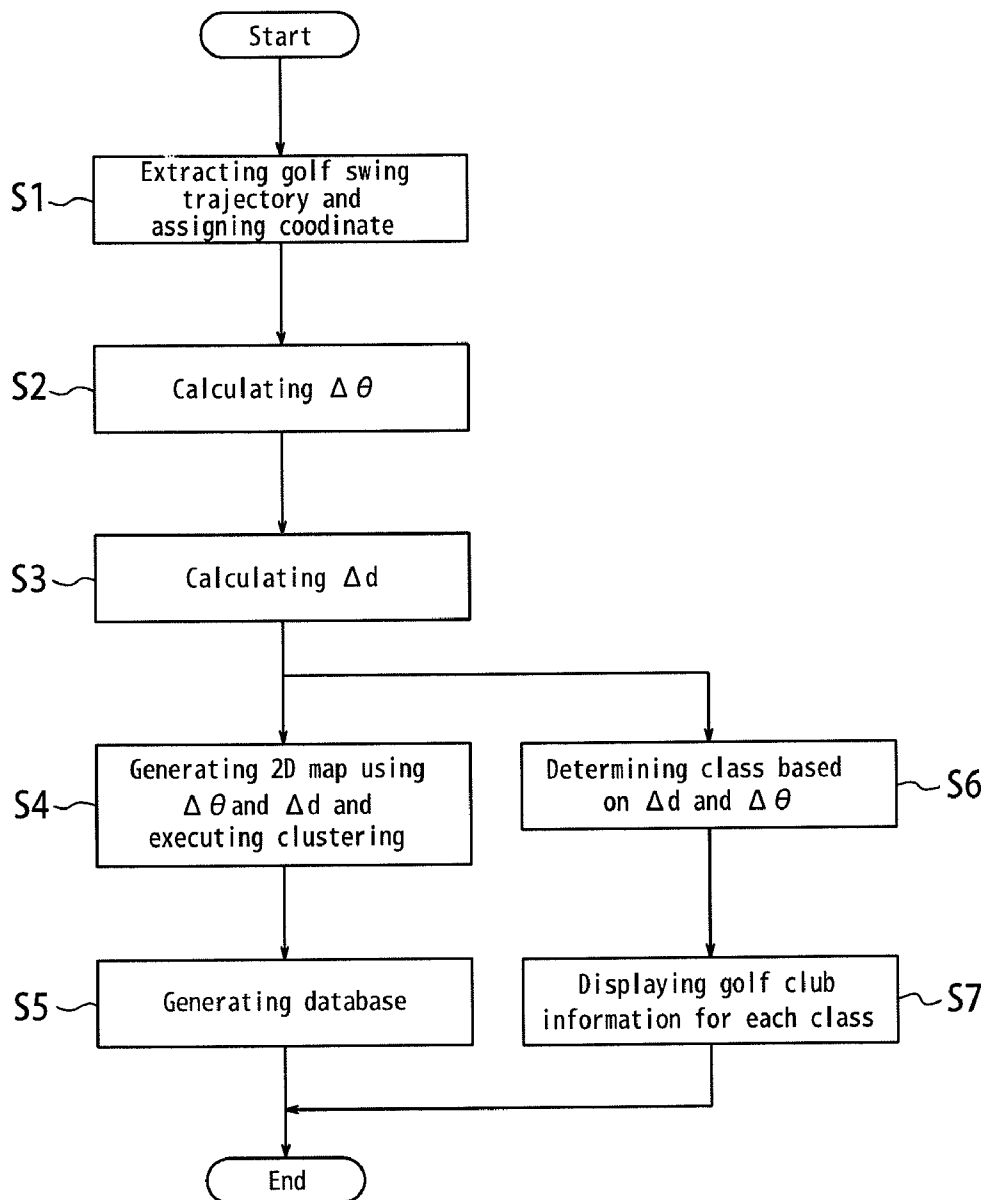 Start
S1
Extracting golf swing
trajectory and
assigning coodinate
S2
Calculating Δθ
S3
Calculating Δd
S4
Generating 2D map using
Δθ and Δd and
executing clustering
S6
Determining class based
on Δd and Δθ
S5
Generating database
S7
Displaying golf club
information for each class
End